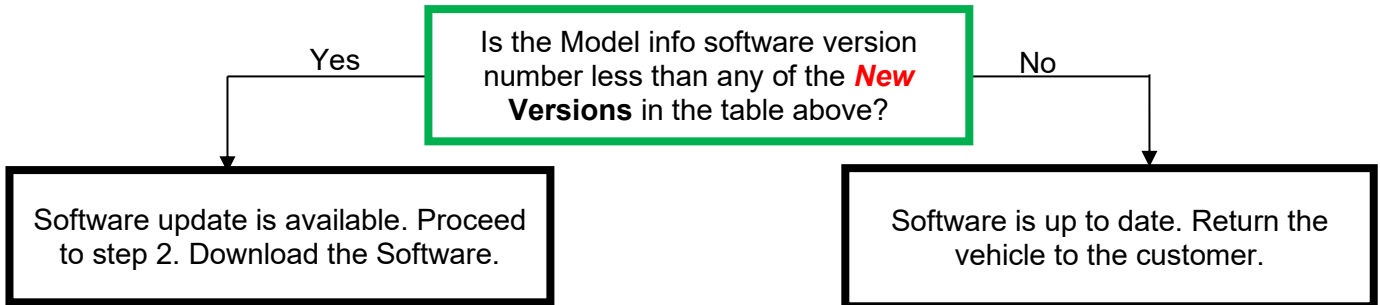 Is the Model info software version
number less than any of the New
Versions in the table above?
Yes
No
Software update is available. Proceed
to step 2. Download the Software.
Software is up to date. Return the
vehicle to the customer.